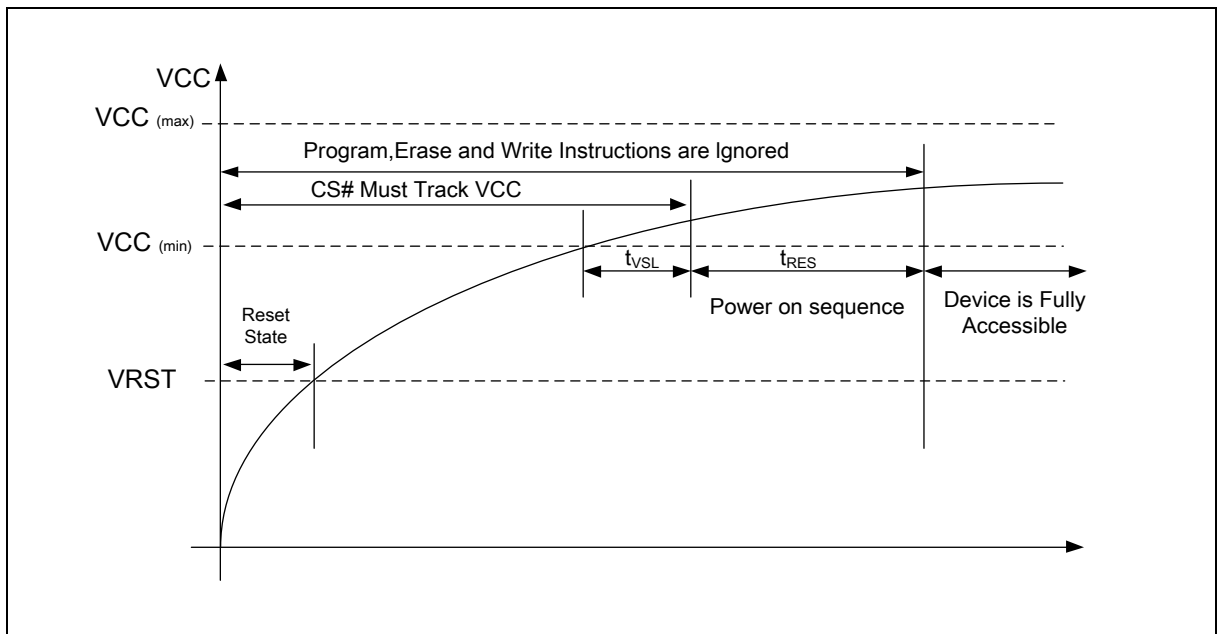 VCC
VCC (max)
Program,Erase and Write Instructions are Ignored
CS# Must Track VCC
VCC (min)
tVSL
tRES
Power on sequence
Device is Fully
Accessible
Reset
State
VRST